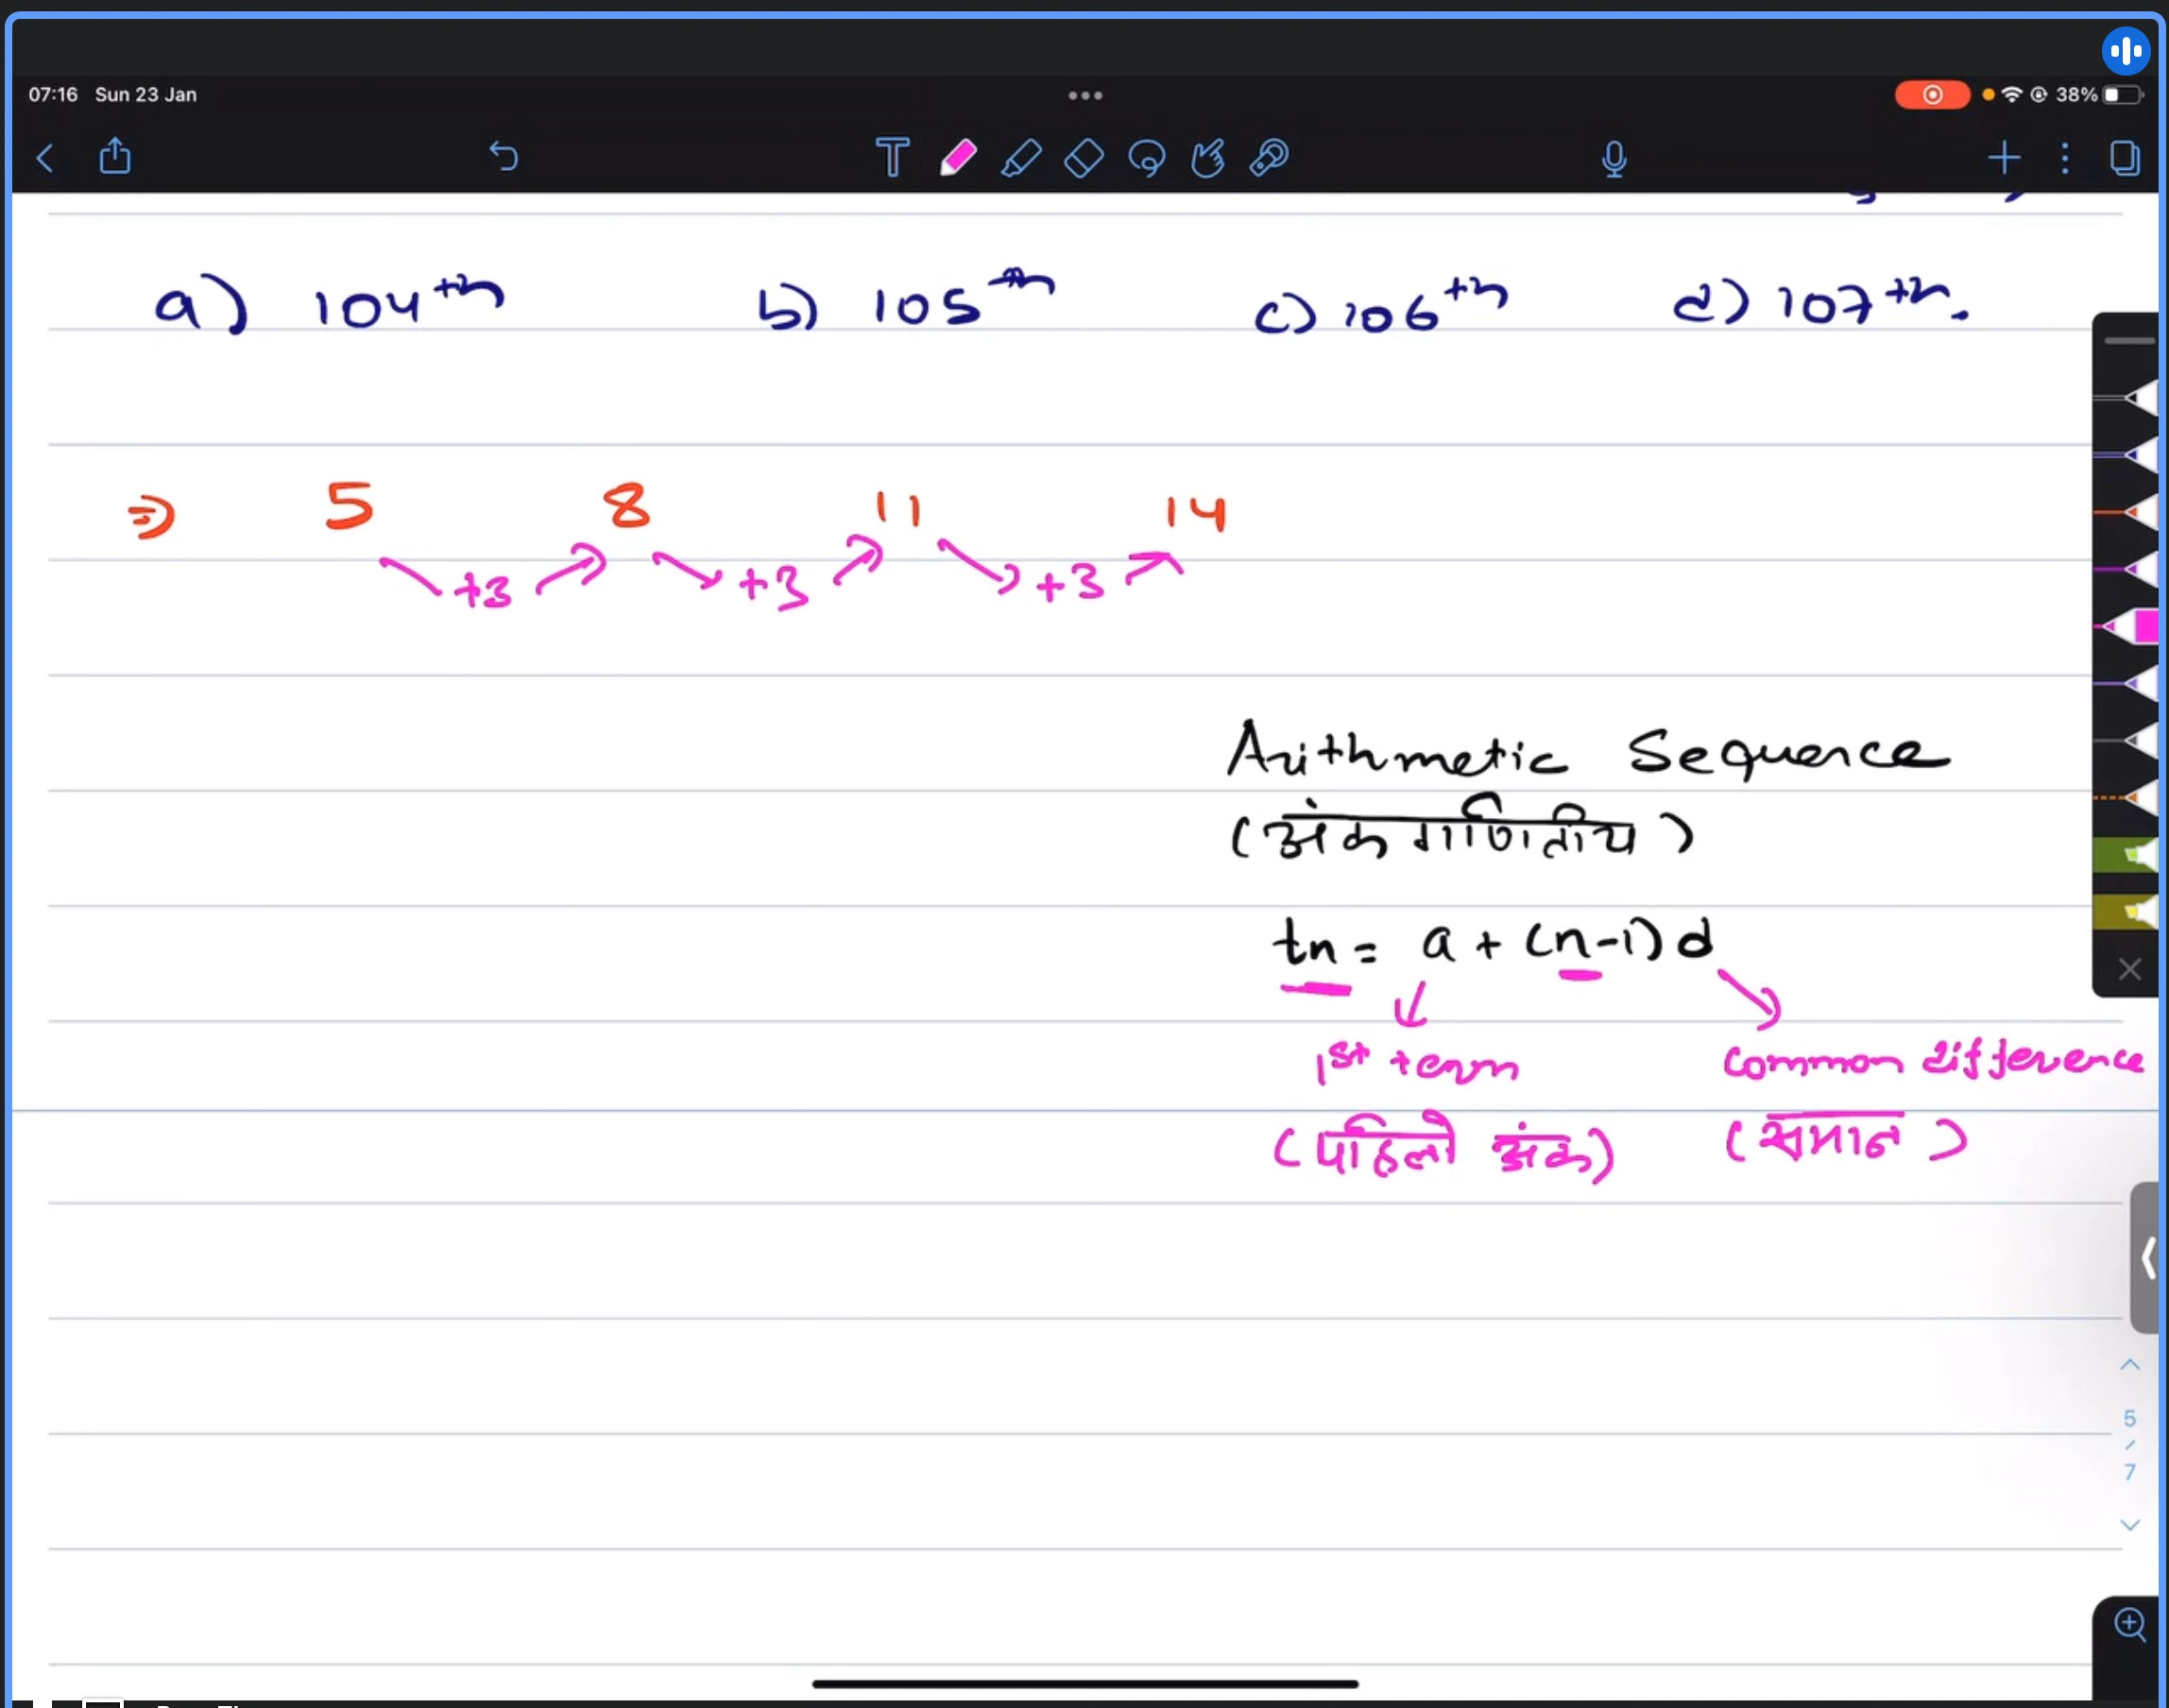 07:16 Sun 23 Jan
38%
a) 104th b) 105th c) 106th d) 107th.
⇒ 5 8 11 14
+3 +3 +3
Arithmetic Sequence
(अंक गणितीय)
tn = a + (n-1) d
1st term common difference
(पहिलो अंक) (समान)
5
/
7